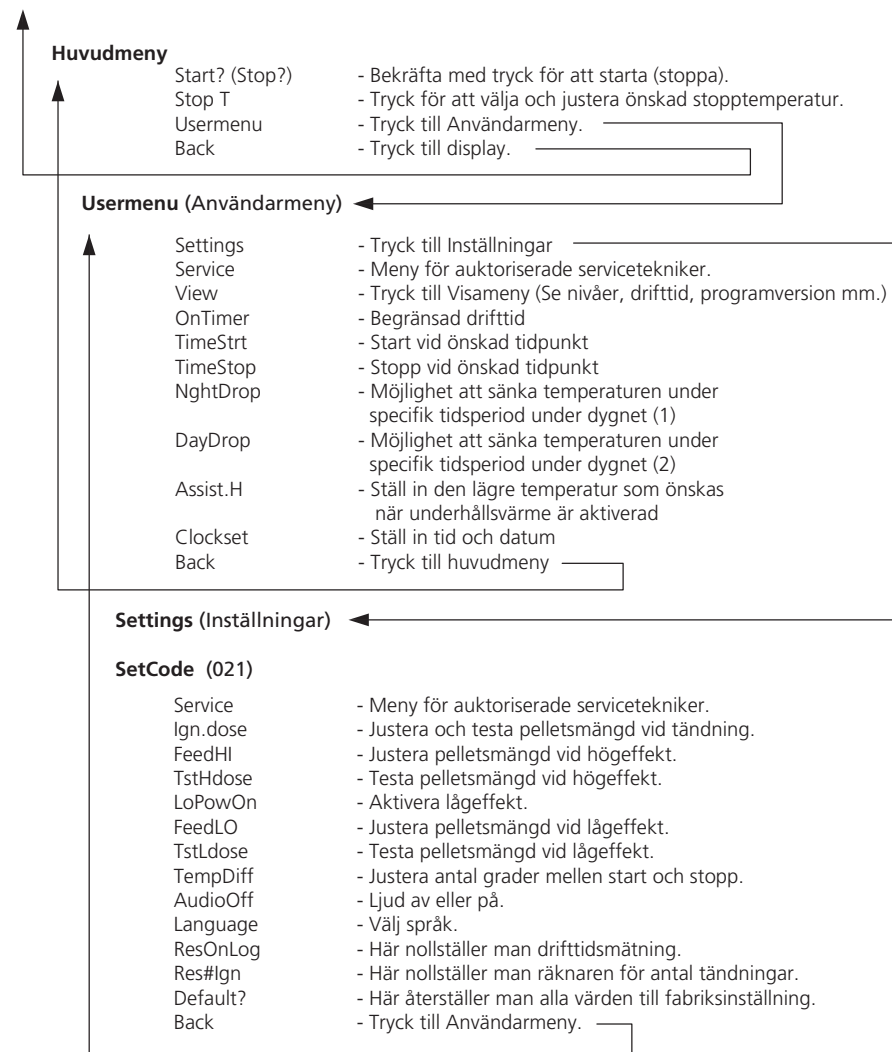 Huvudmeny
Start? (Stop?) - Bekräfta med tryck för att starta (stoppa).
Stop T - Tryck för att välja och justera önskad stopptemperatur.
Usermenu - Tryck till Användarmeny.
Back - Tryck till display.
Usermenu (Användarmeny)
Settings - Tryck till Inställningar
Service - Meny för auktoriserade servicetekniker.
View - Tryck till Visameny (Se nivåer, drifttid, programversion mm.)
OnTimer - Begränsad drifttid
TimeStrt - Start vid önskad tidpunkt
TimeStop - Stopp vid önskad tidpunkt
NghtDrop - Möjlighet att sänka temperaturen under
specifik tidsperiod under dygnet (1)
DayDrop - Möjlighet att sänka temperaturen under
specifik tidsperiod under dygnet (2)
Assist.H - Ställ in den lägre temperatur som önskas
när underhållsvärme är aktiverad
Clockset - Ställ in tid och datum
Back - Tryck till huvudmeny
Settings (Inställningar)
SetCode (021)
Service - Meny för auktoriserade servicetekniker.
Ign.dose - Justera och testa pelletsmängd vid tändning.
FeedHI - Justera pelletsmängd vid högeffekt.
TstHdose - Testa pelletsmängd vid högeffekt.
LoPowOn - Aktivera lågeffekt.
FeedLO - Justera pelletsmängd vid lågeffekt.
TstLdose - Testa pelletsmängd vid lågeffekt.
TempDiff - Justera antal grader mellen start och stopp.
AudioOff - Ljud av eller på.
Language - Välj språk.
ResOnLog - Här nollställer man drifttidsmätning.
Res#Ign - Här nollställer man räknaren för antal tändningar.
Default? - Här återställer man alla värden till fabriksinställning.
Back - Tryck till Användarmeny.